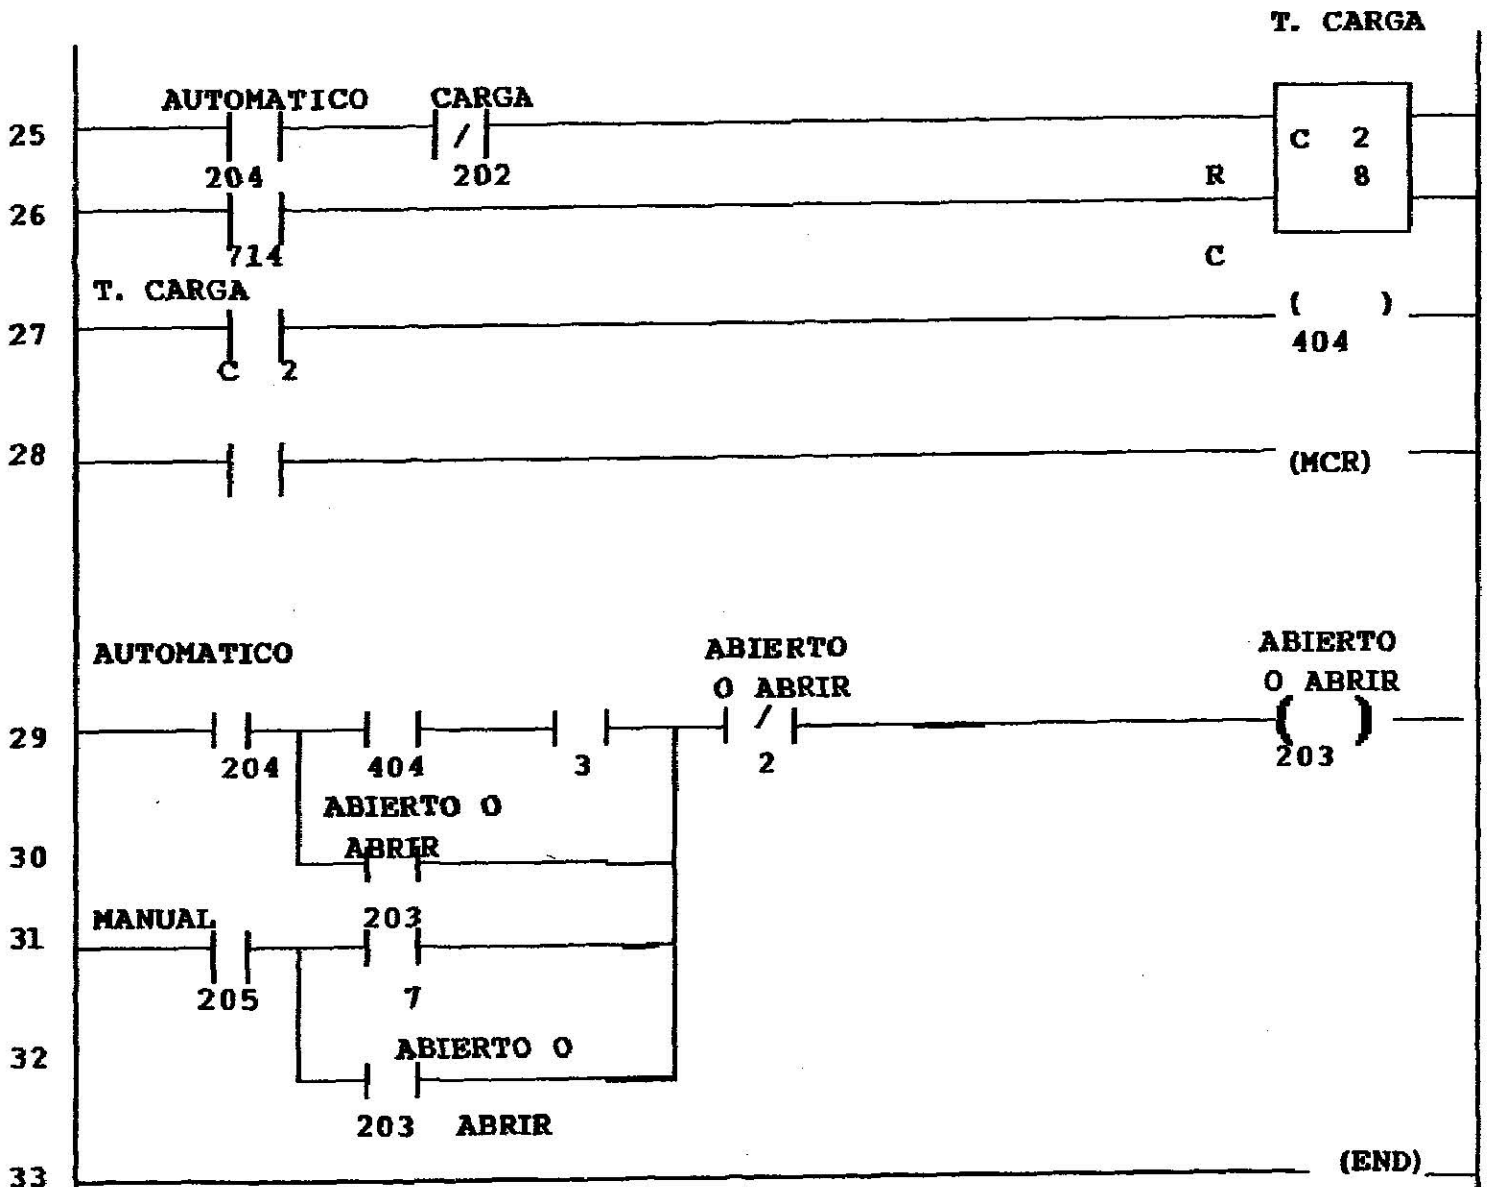 T. CARGA
AUTOMATICO CARGA
25 / C 2
204 202 R 8
26
714 C
T. CARGA
27 ( )
404
C 2
28 (MCR)
AUTOMATICO ABIERTO ABIERTO
O ABRIR O ABRIR
29 / ( )
204 404 3 2 203
ABIERTO O
30 ABRIR
MANUAL 203
31
205 7
32 ABIERTO O
203 ABRIR
33 (END)